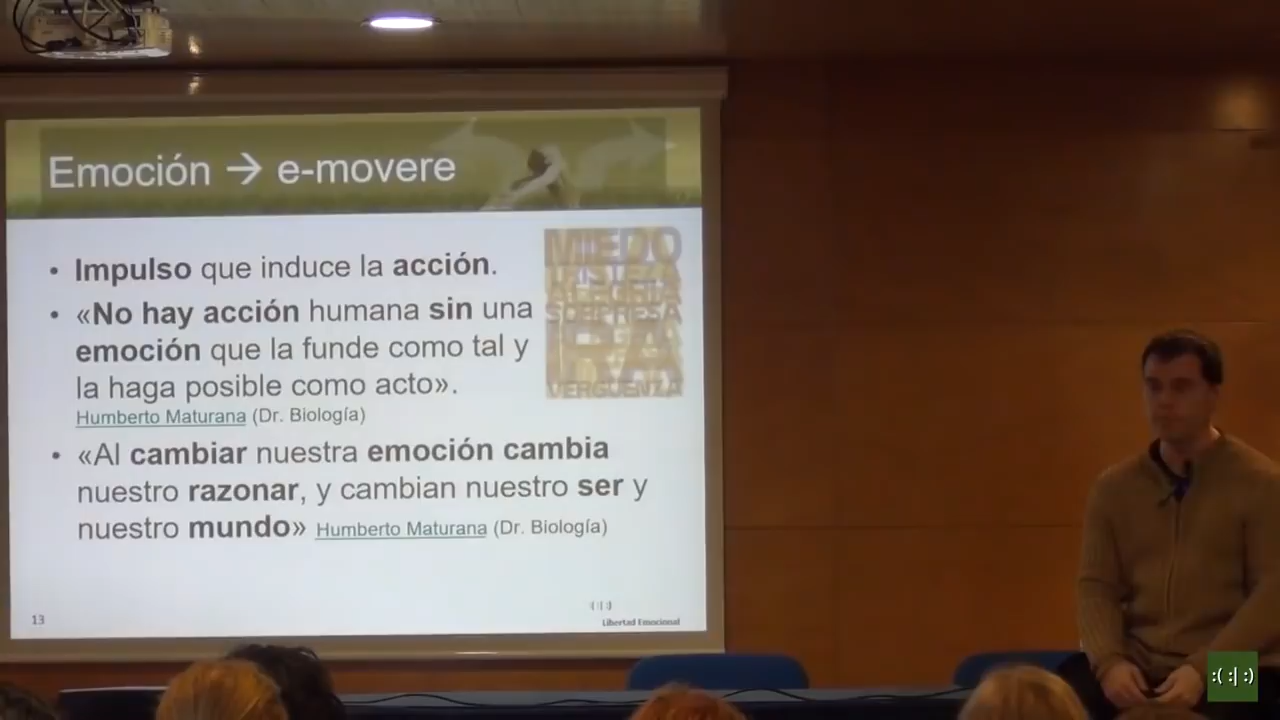 Emoción → e-movere
• Impulso que induce la acción.
• «No hay acción humana sin una
emoción que la funde como tal y
la haga posible como acto».
Humberto Maturana (Dr. Biología)
• «Al cambiar nuestra emoción cambia
nuestro razonar, y cambian nuestro ser y
nuestro mundo» Humberto Maturana (Dr. Biología)
MIEDO
TRISTEZA
ALEGRIA
SORPRESA
IRA
VERGÜENZA
13
:( :| :)
Libertad Emocional
:( :| :)